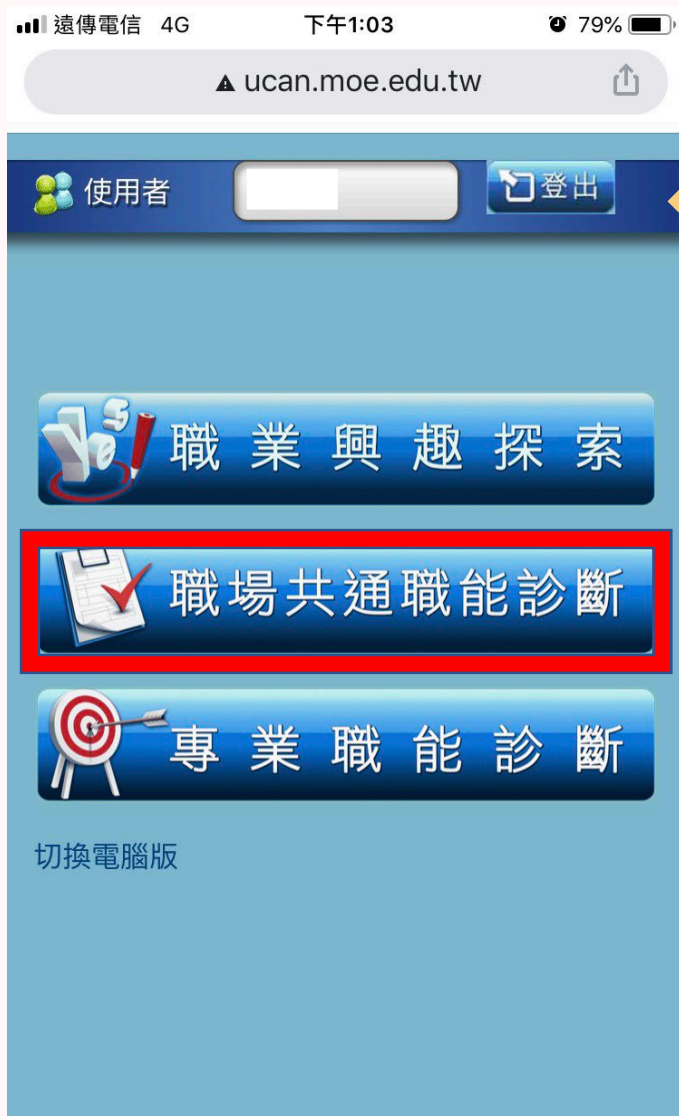 遠傳電信 4G 下午1:03 79%
ucan.moe.edu.tw
使用者 登出
職業興趣探索
職場共通職能診斷
專業職能診斷
切換電腦版